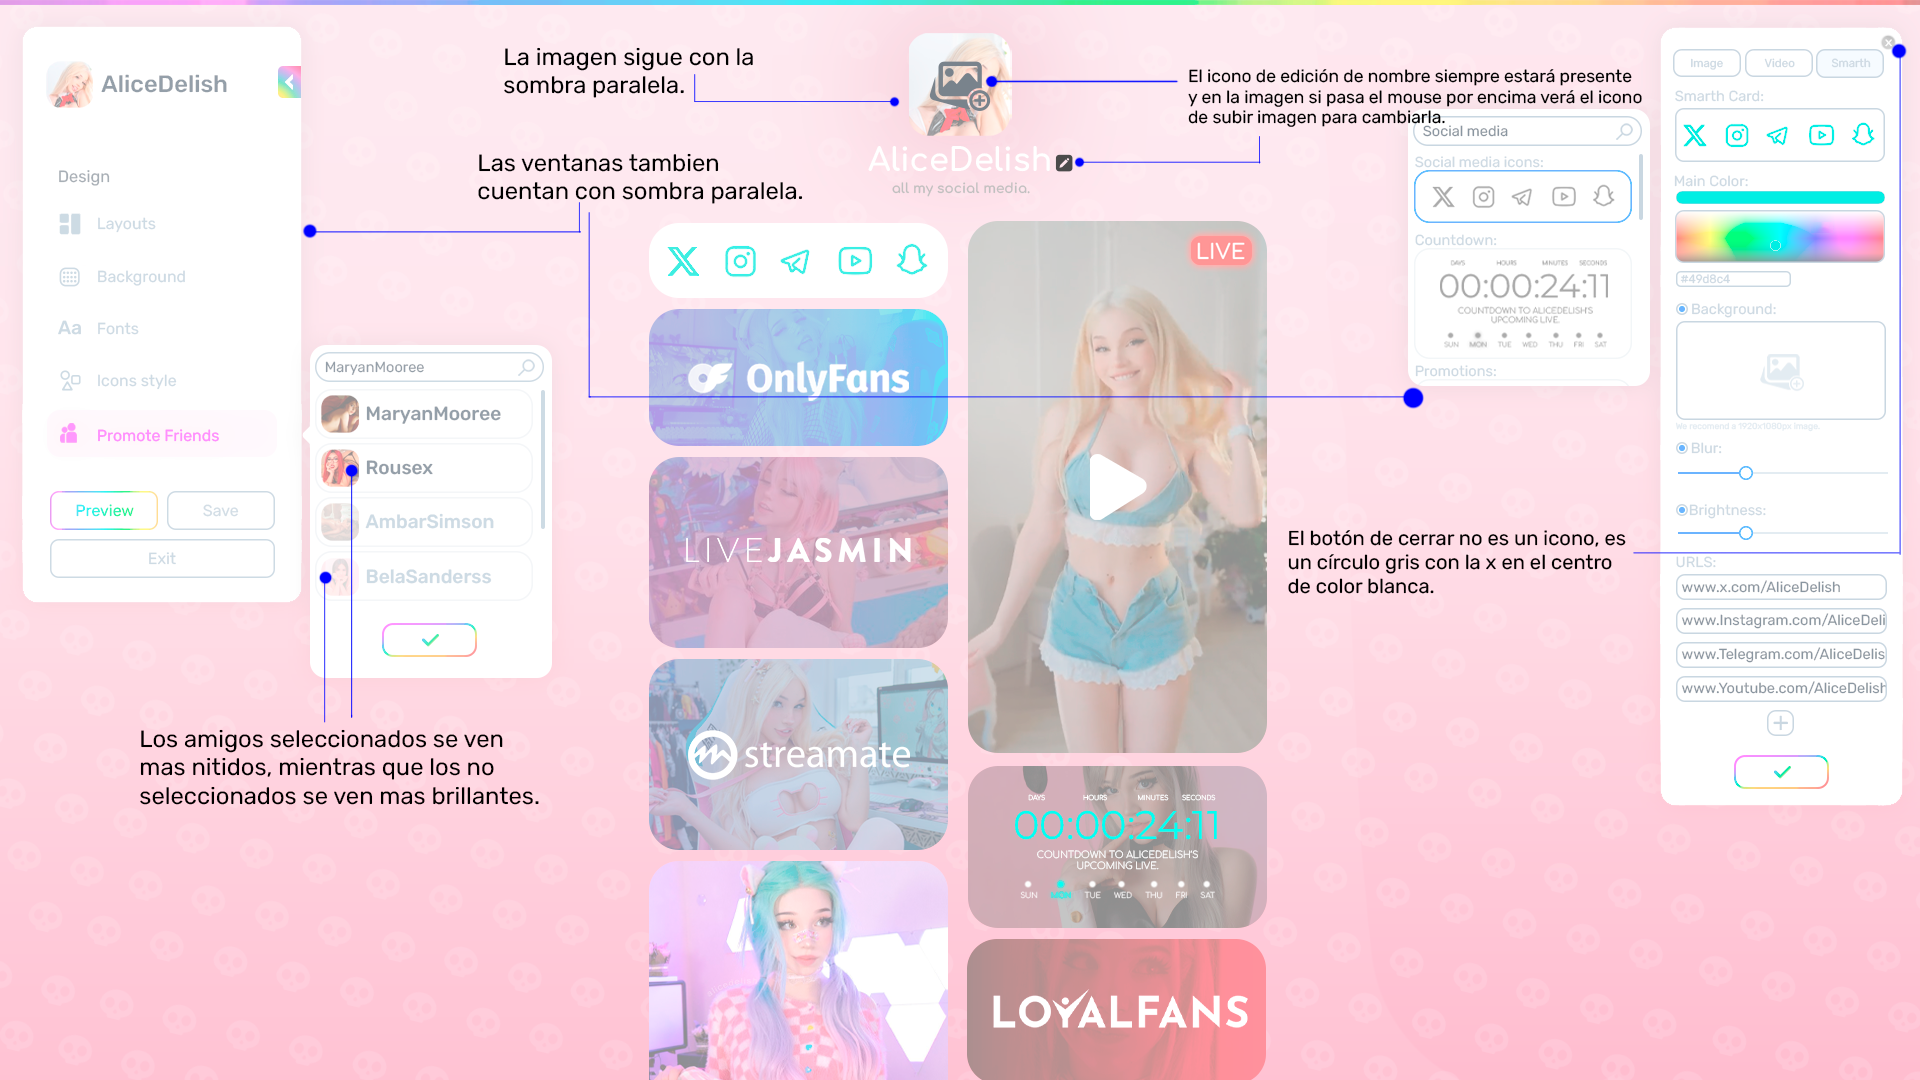 AliceDelish
Design
Layouts
Background
Aa Fonts
Icons style
Promote Friends
Preview
Save
Exit
La imagen sigue con la
sombra paralela.
Las ventanas tambien
cuentan con sombra paralela.
MaryanMooree
MaryanMooree
Rousex
AmbarSimson
BelaSanderss
Los amigos seleccionados se ven
mas nitidos, mientras que los no
seleccionados se ven mas brillantes.
AliceDelish
all my social media.
OnlyFans
LIVEJASMIN
streamate
LIVE
DAYS HOURS MINUTES SECONDS
00:00:24:11
COUNTDOWN TO ALICEDELISH'S
UPCOMING LIVE.
SUN MON TUE WED THU FRI SAT
LOYALFANS
El icono de edición de nombre siempre estará presente
y en la imagen si pasa el mouse por encima verá el icono
de subir imagen para cambiarla.
Social media
Social media icons:
Countdown:
DAYS HOURS MINUTES SECONDS
00:00:24:11
COUNTDOWN TO ALICEDELISH'S
UPCOMING LIVE.
SUN MON TUE WED THU FRI SAT
Promotions:
El botón de cerrar no es un icono, es
un círculo gris con la x en el centro
de color blanca.
Image Video Smarth
Smarth Card:
Main Color:
#49d8c4
Background:
We recomend a 1920x1080px image.
Blur:
Brightness:
URLS:
www.x.com/AliceDelish
www.Instagram.com/AliceDeli
www.Telegram.com/AliceDelis
www.Youtube.com/AliceDelish